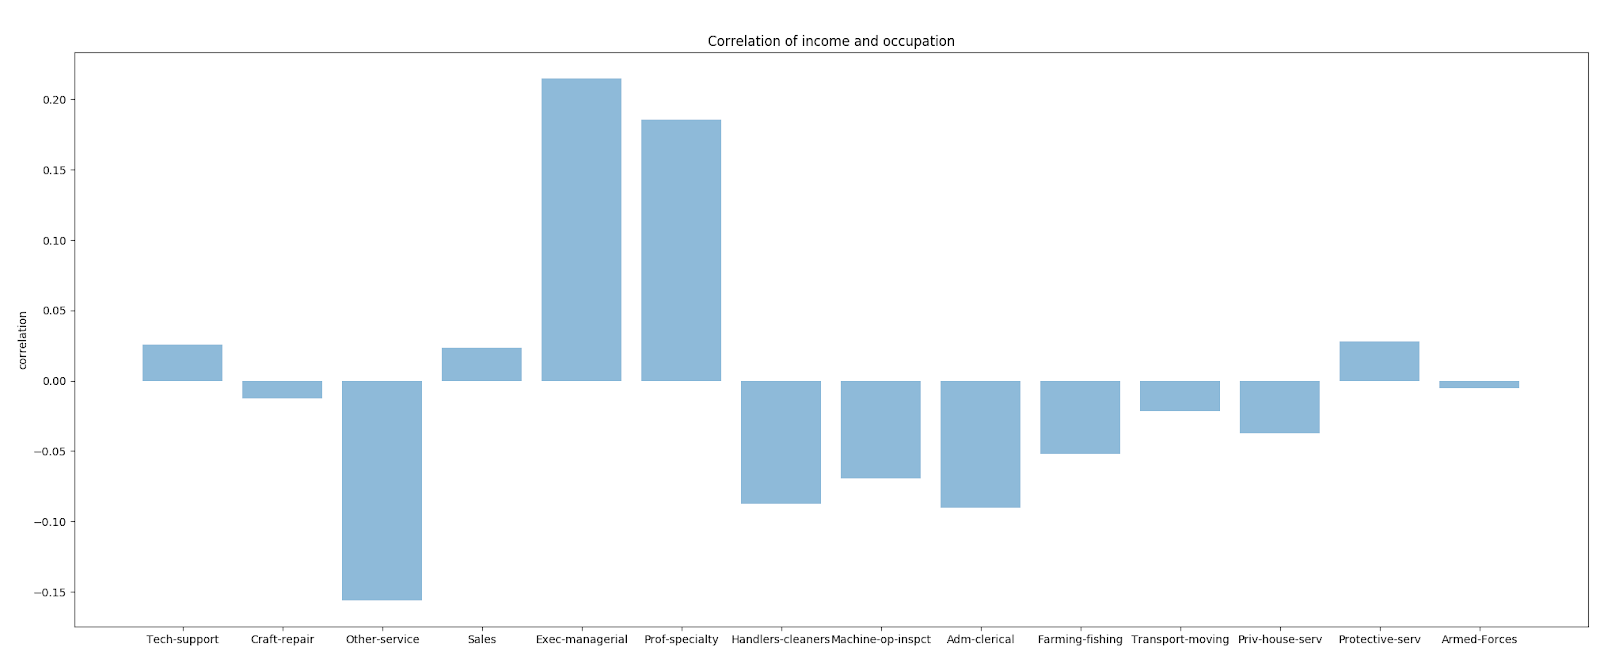 Correlation of income and occupation
correlation
0.20
0.15
0.10
0.05
0.00
−0.05
−0.10
−0.15
Tech-support Craft-repair Other-service Sales Exec-managerial Prof-specialty Handlers-cleaners Machine-op-inspct Adm-clerical Farming-fishing Transport-moving Priv-house-serv Protective-serv Armed-Forces